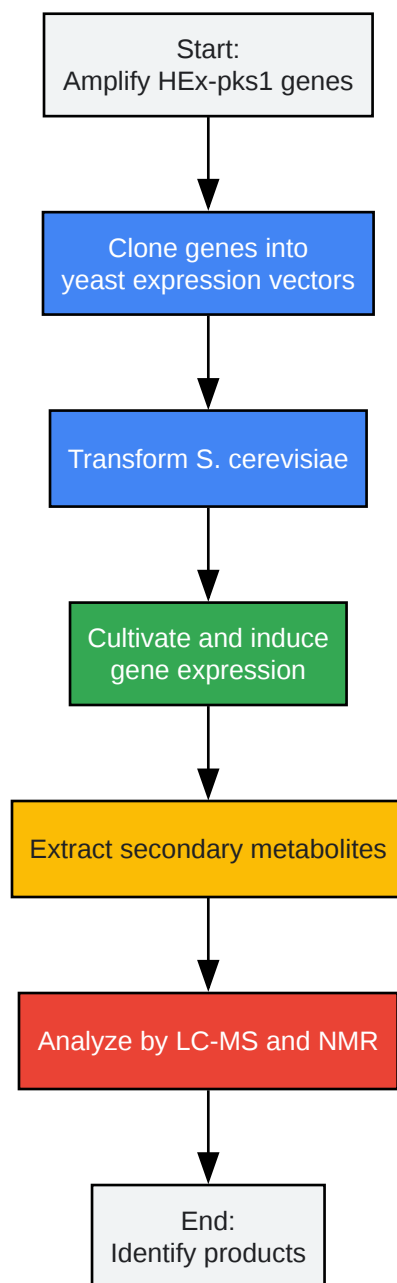 Start:
Amplify HEx-pks1 genes
Clone genes into
yeast expression vectors
Transform S. cerevisiae
Cultivate and induce
gene expression
Extract secondary metabolites
Analyze by LC-MS and NMR
End:
Identify products